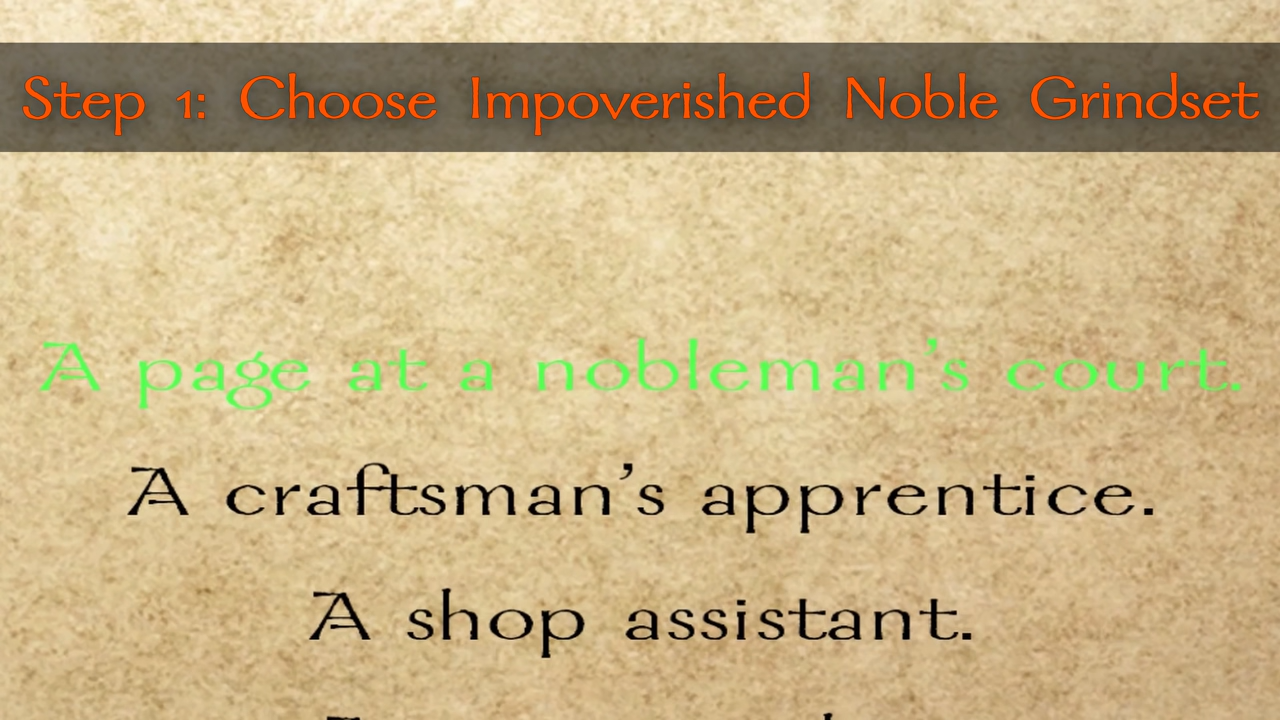 Step 1: Choose Impoverished Noble Grindset
A page at a nobleman's court.
A craftsman's apprentice.
A shop assistant.